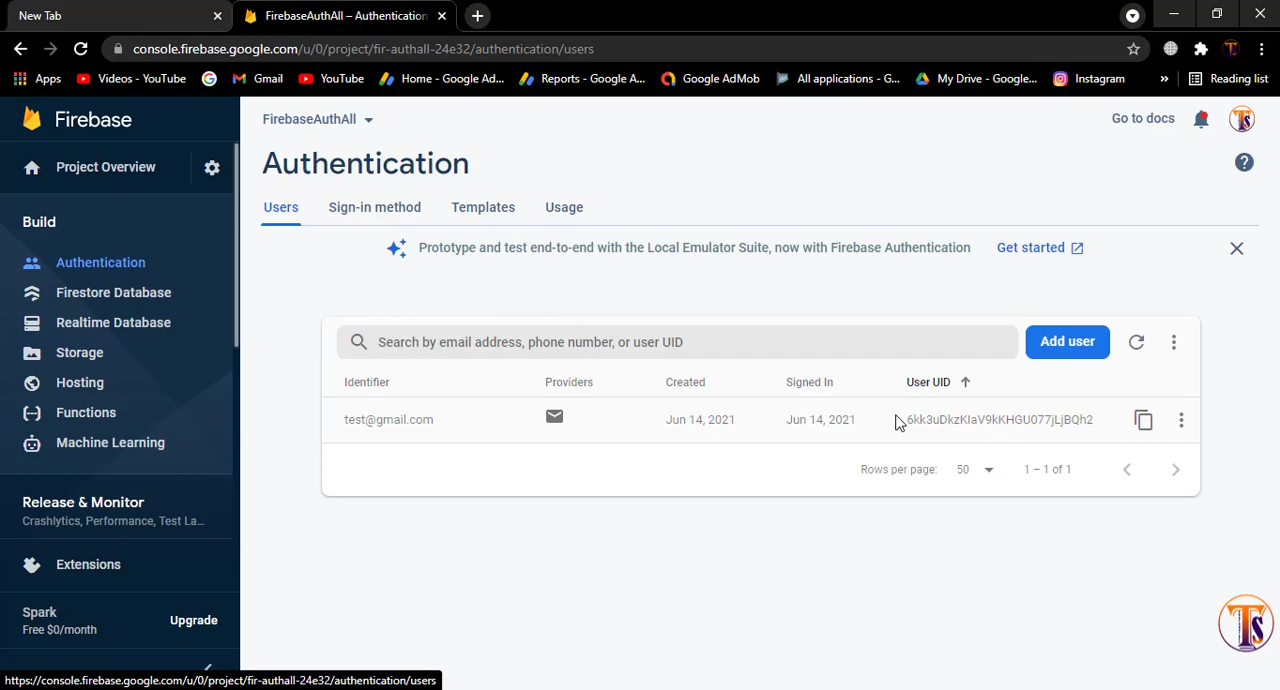 New Tab
FirebaseAuthAll – Authentication
console.firebase.google.com/u/0/project/fir-authall-24e32/authentication/users
Apps
Videos - YouTube
Gmail
YouTube
Home - Google Ad...
Reports - Google A...
Google AdMob
All applications - G...
My Drive - Google...
Instagram
»
Reading list
Firebase
FirebaseAuthAll
Go to docs
Project Overview
Authentication
Users
Sign-in method
Templates
Usage
Build
Prototype and test end-to-end with the Local Emulator Suite, now with Firebase Authentication
Get started
Authentication
Firestore Database
Realtime Database
Storage
Hosting
Functions
Machine Learning
Search by email address, phone number, or user UID
Add user
Identifier
Providers
Created
Signed In
User UID
test@gmail.com
Jun 14, 2021
Jun 14, 2021
6kk3uDkzKIaV9kKHGU077jLjBQh2
Rows per page:
50
1 – 1 of 1
Release & Monitor
Crashlytics, Performance, Test La...
Extensions
Spark
Free $0/month
Upgrade
TS
https://console.firebase.google.com/u/0/project/fir-authall-24e32/authentication/users